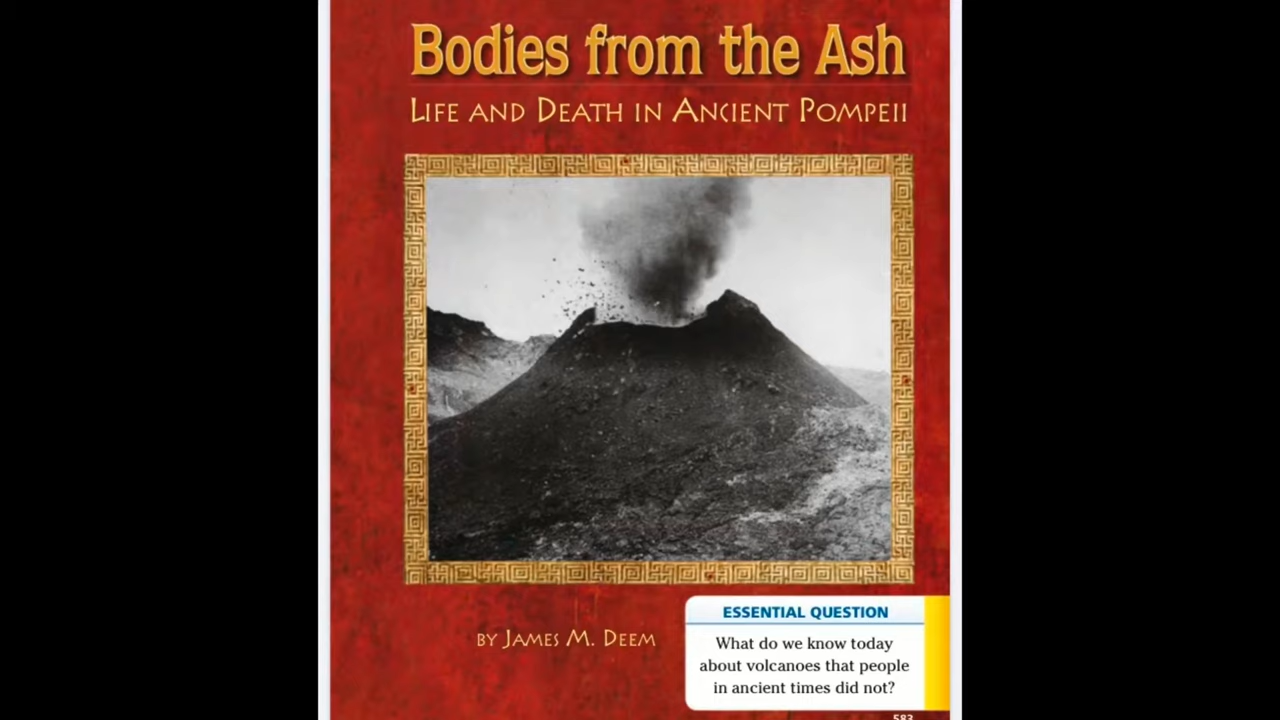 Bodies from the Ash
LIFE AND DEATH IN ANCIENT POMPEII
BY JAMES M. DEEM
ESSENTIAL QUESTION
What do we know today
about volcanoes that people
in ancient times did not?
583